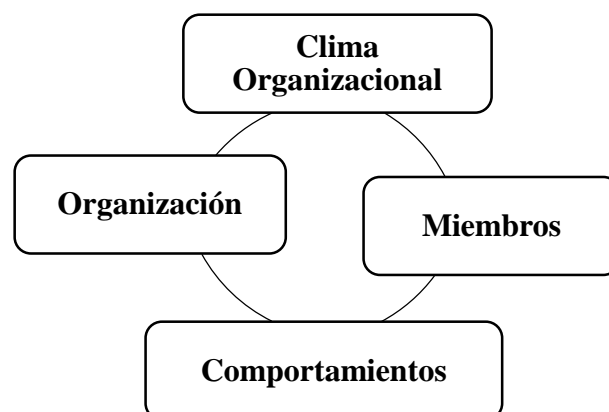 Clima
Organizacional
Organización
Miembros
Comportamientos